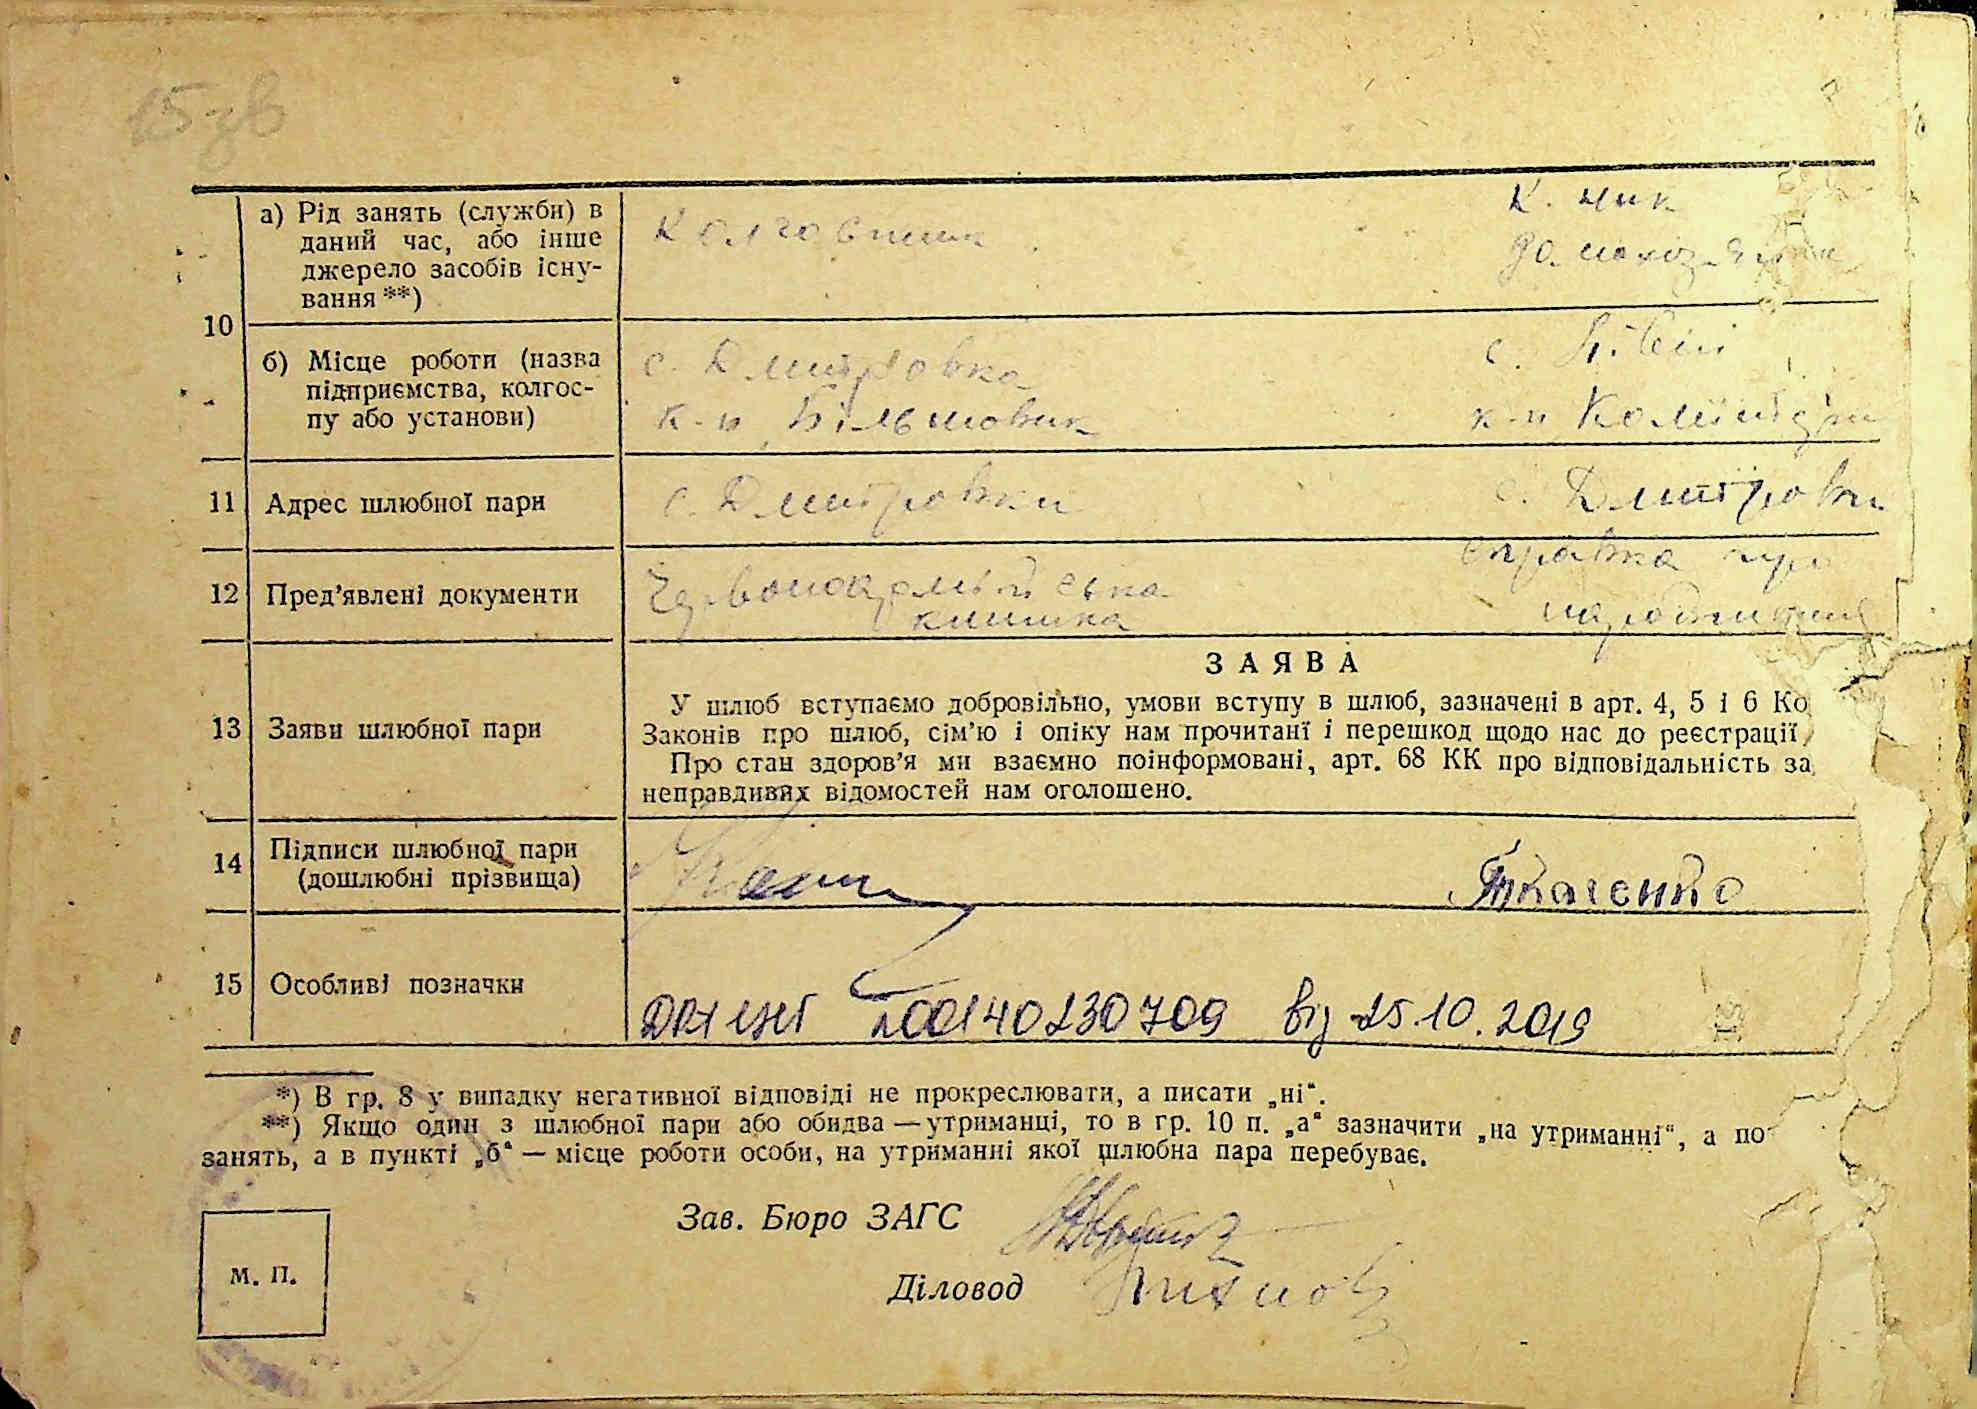 15 зв
10
а) Рід занять (служби) в
даний час, або інше
джерело засобів існу-
вання **)
Колгоспник
К. ник
б) Місце роботи (назва
підприємства, колгос-
пу або установи)
с. Дмитровка
к-п Більшовик
с.
к-п Комінтерн
11 Адрес шлюбної пари
с. Дмитровки
с. Дмитровки
12 Пред'явлені документи
Червоноармійська
книжка
справка про
народження
13 Заяви шлюбної пари
ЗАЯВА
У шлюб вступаємо добровільно, умови вступу в шлюб, зазначені в арт. 4, 5 і 6 Ко
Законів про шлюб, сім'ю і опіку нам прочитані і перешкод щодо нас до реєстрації
Про стан здоров'я ми взаємно поінформовані, арт. 68 КК про відповідальність за
неправдивих відомостей нам оголошено.
14 Підписи шлюбної пари
(дошлюбні прізвища)
Ткаченко
15 Особливі позначки
00140230709 від 25.10.2019
*) В гр. 8 у випадку негативної відповіді не прокреслювати, а писати „ні“.
**) Якщо один з шлюбної пари або обидва — утриманці, то в гр. 10 п. „а“ зазначити „на утриманні“, а по
занять, а в пункті „б“ — місце роботи особи, на утриманні якої шлюбна пара перебуває.
Зав. Бюро ЗАГС
Діловод
М. П.